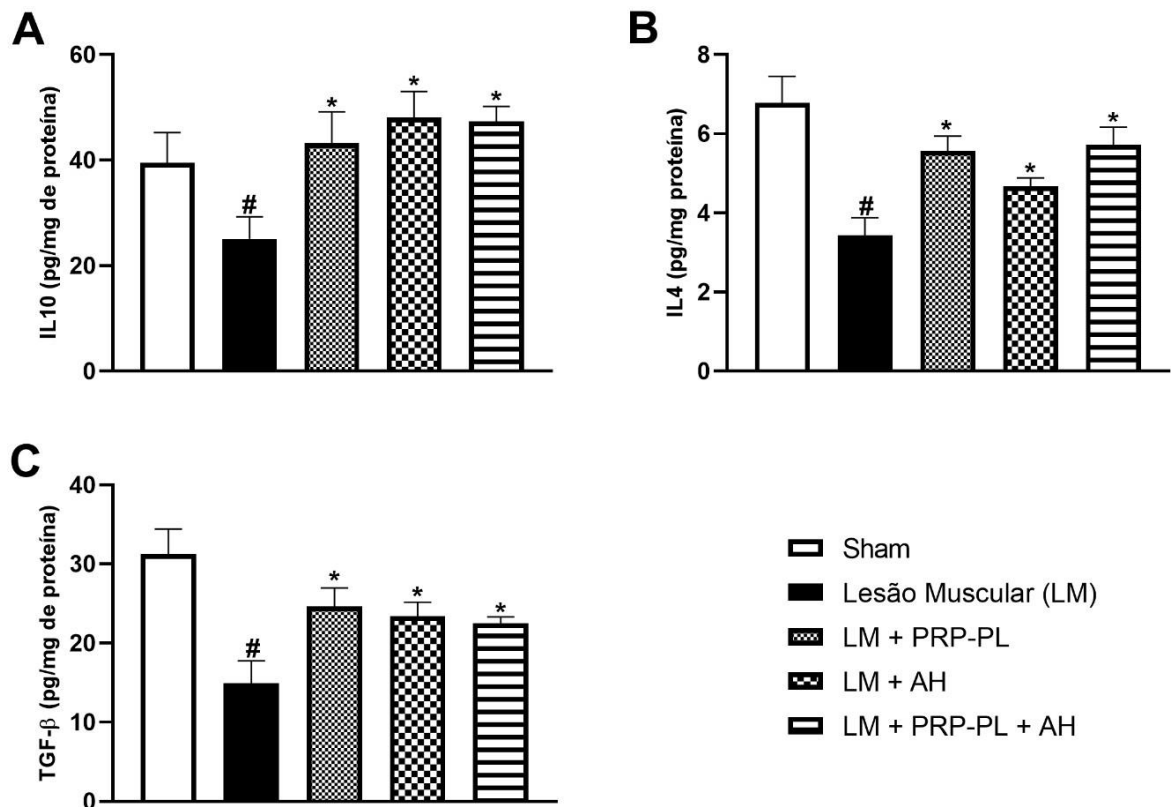 A
IL10 (pg/mg de proteína)
60
40
20
0
#
*
*
*
B
IL4 (pg/mg proteína)
8
6
4
2
0
#
*
*
*
C
TGF-β (pg/mg de proteína)
40
30
20
10
0
#
*
*
*
Sham
Lesão Muscular (LM)
LM + PRP-PL
LM + AH
LM + PRP-PL + AH